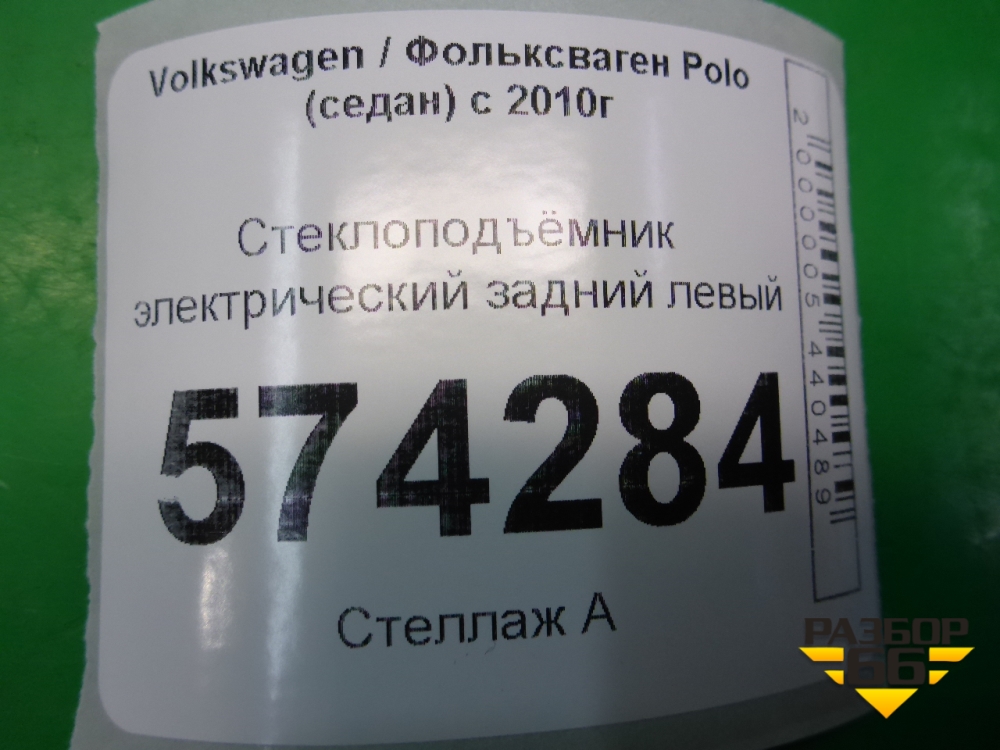 Volkswagen / Фольксваген Polo
(седан) с 2010г
Стеклоподъёмник
электрический задний левый
574284
Стеллаж А
2000005440489
РАЗБОР
66